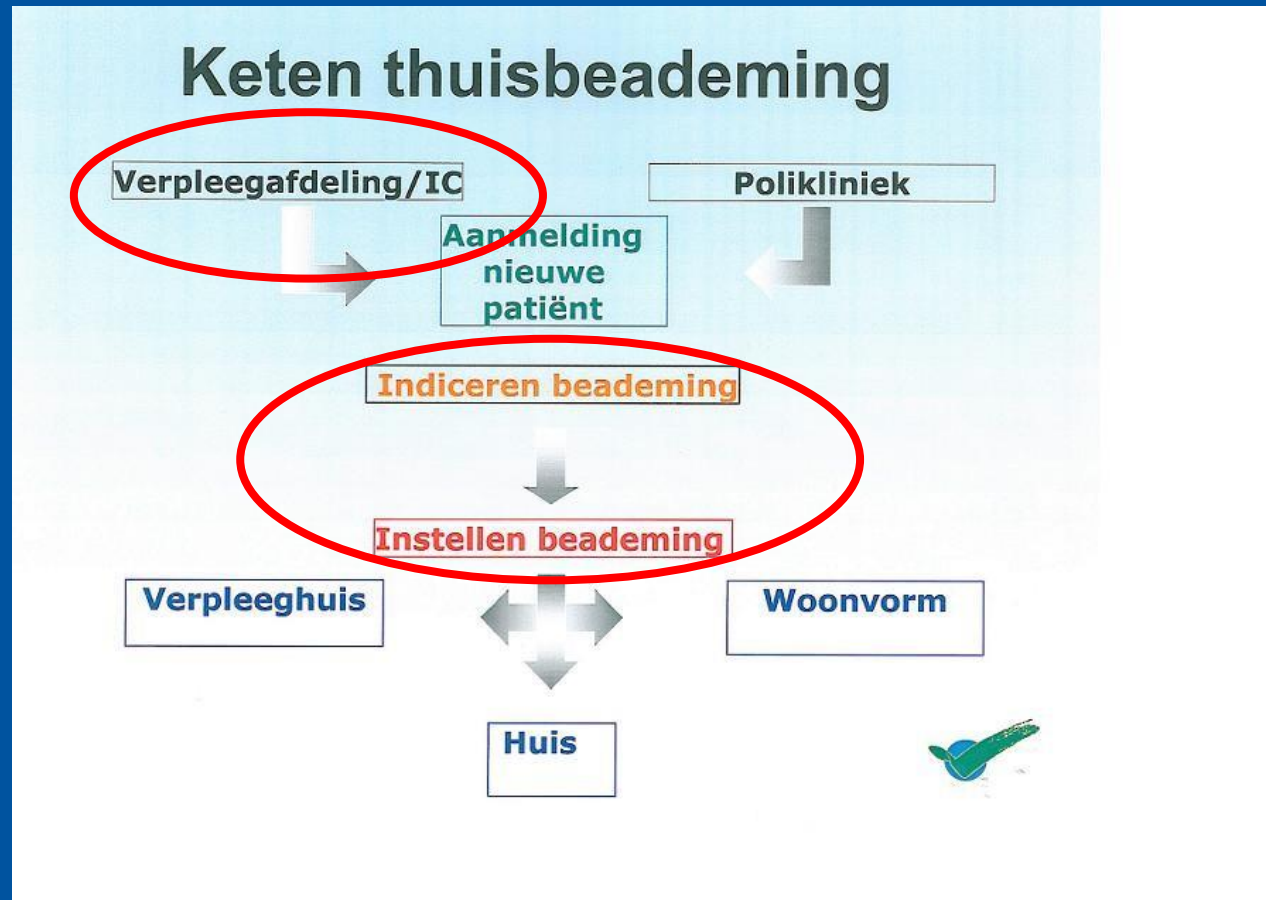 Keten thuisbeademing
Verpleegafdeling/IC
Polikliniek
Aanmelding
nieuwe
patiënt
Indiceren beademing
Instellen beademing
Verpleeghuis
Woonvorm
Huis